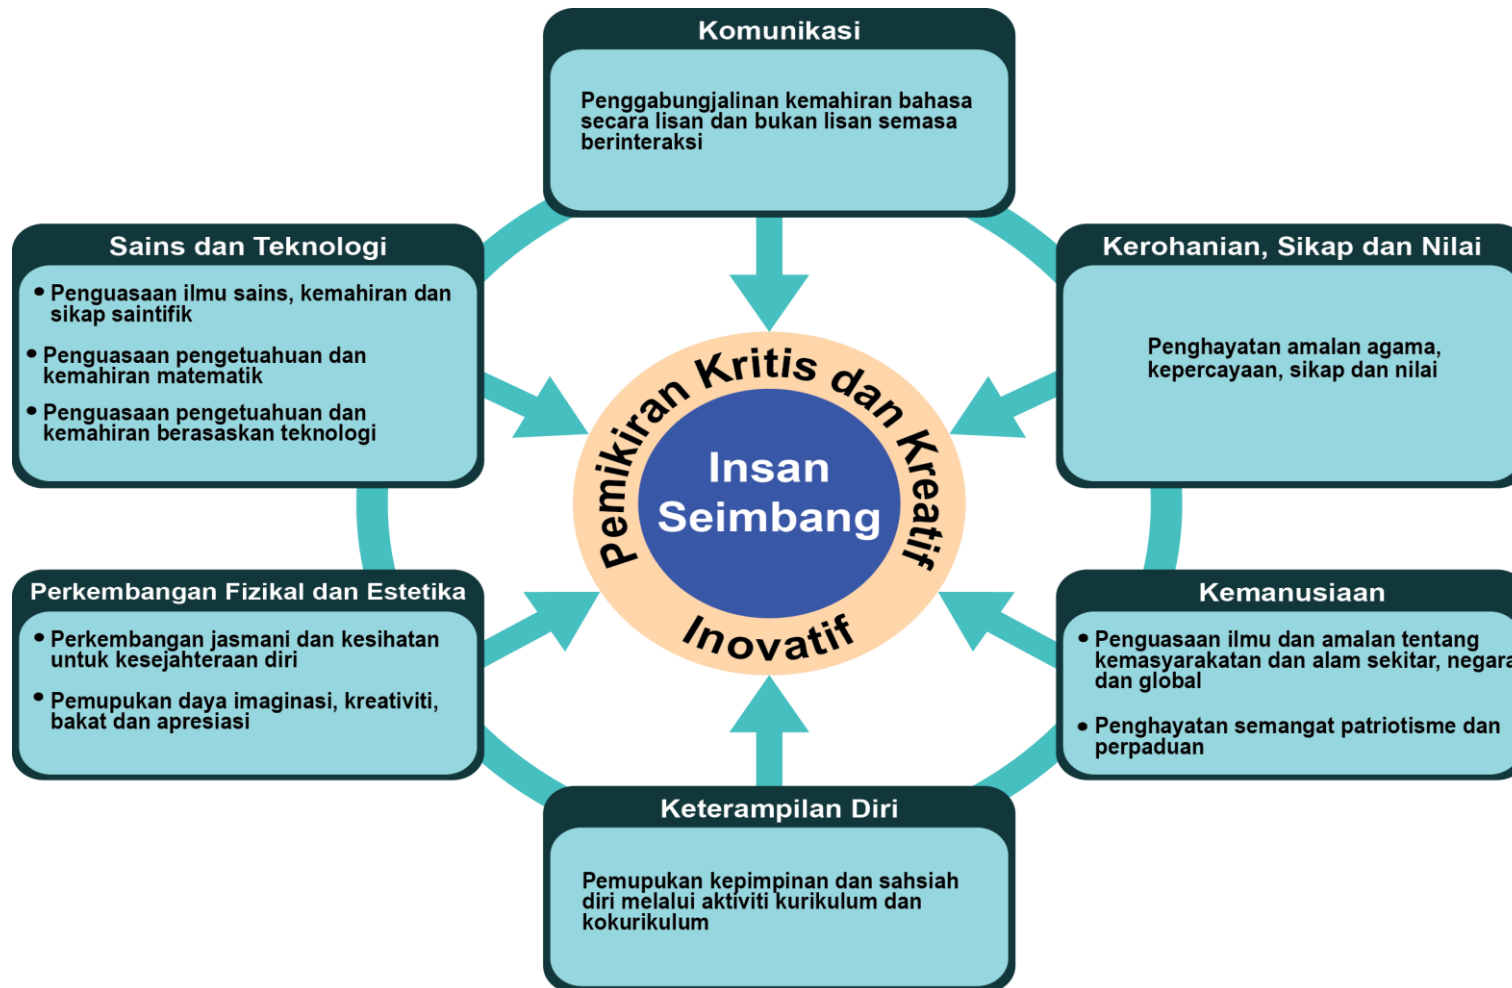 Komunikasi
Penggabungjalinan kemahiran bahasa
secara lisan dan bukan lisan semasa
berinteraksi
Sains dan Teknologi
• Penguasaan ilmu sains, kemahiran dan
sikap saintifik
• Penguasaan pengetuahuan dan
kemahiran matematik
• Penguasaan pengetuahuan dan
kemahiran berasaskan teknologi
Kerohanian, Sikap dan Nilai
Penghayatan amalan agama,
kepercayaan, sikap dan nilai
Pemikiran Kritis dan Kreatif
Inovatif
Insan
Seimbang
Perkembangan Fizikal dan Estetika
• Perkembangan jasmani dan kesihatan
untuk kesejahteraan diri
• Pemupukan daya imaginasi, kreativiti,
bakat dan apresiasi
Kemanusiaan
• Penguasaan ilmu dan amalan tentang
kemasyarakatan dan alam sekitar, negara
dan global
• Penghayatan semangat patriotisme dan
perpaduan
Keterampilan Diri
Pemupukan kepimpinan dan sahsiah
diri melalui aktiviti kurikulum dan
kokurikulum